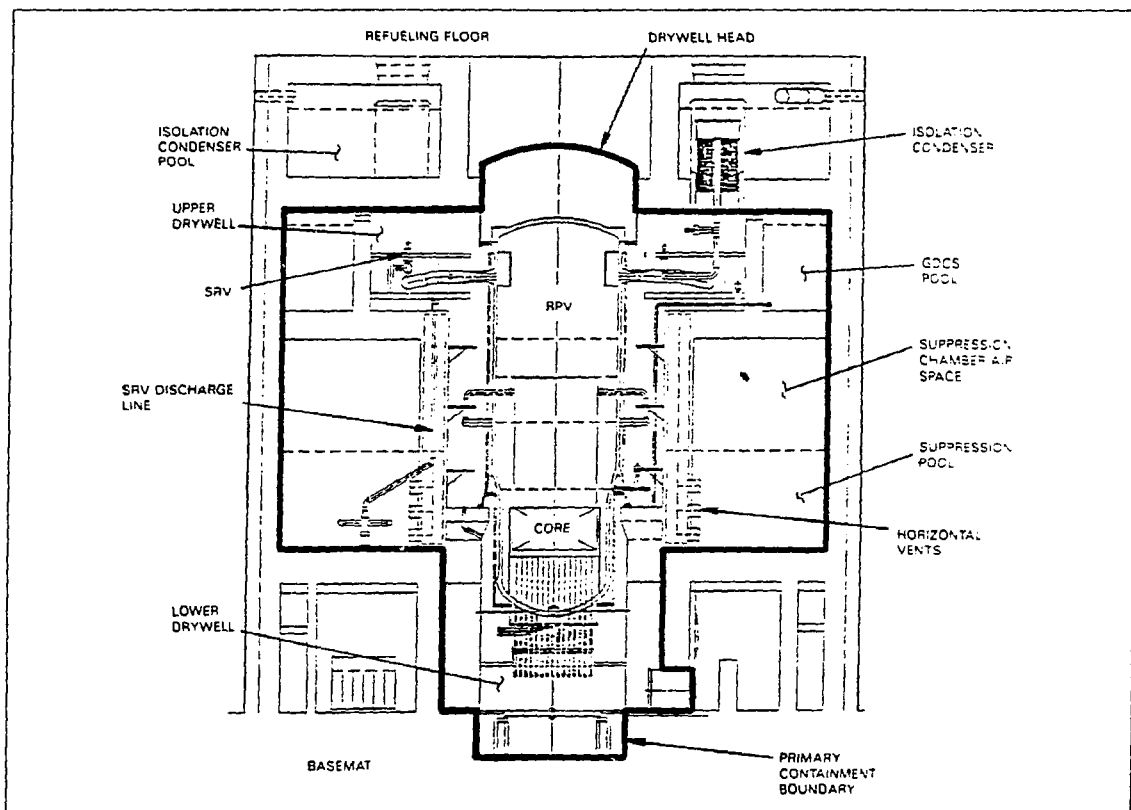 REFUELING FLOOR
DRYWELL HEAD
ISOLATION
CONDENSER
POOL
ISOLATION
CONDENSER
UPPER
DRYWELL
SRV
RPV
GDCS
POOL
SUPPRESSION
CHAMBER AIR
SPACE
SRV DISCHARGE
LINE
SUPPRESSION
POOL
CORE
HORIZONTAL
VENTS
LOWER
DRYWELL
BASEMAT
PRIMARY
CONTAINMENT
BOUNDARY